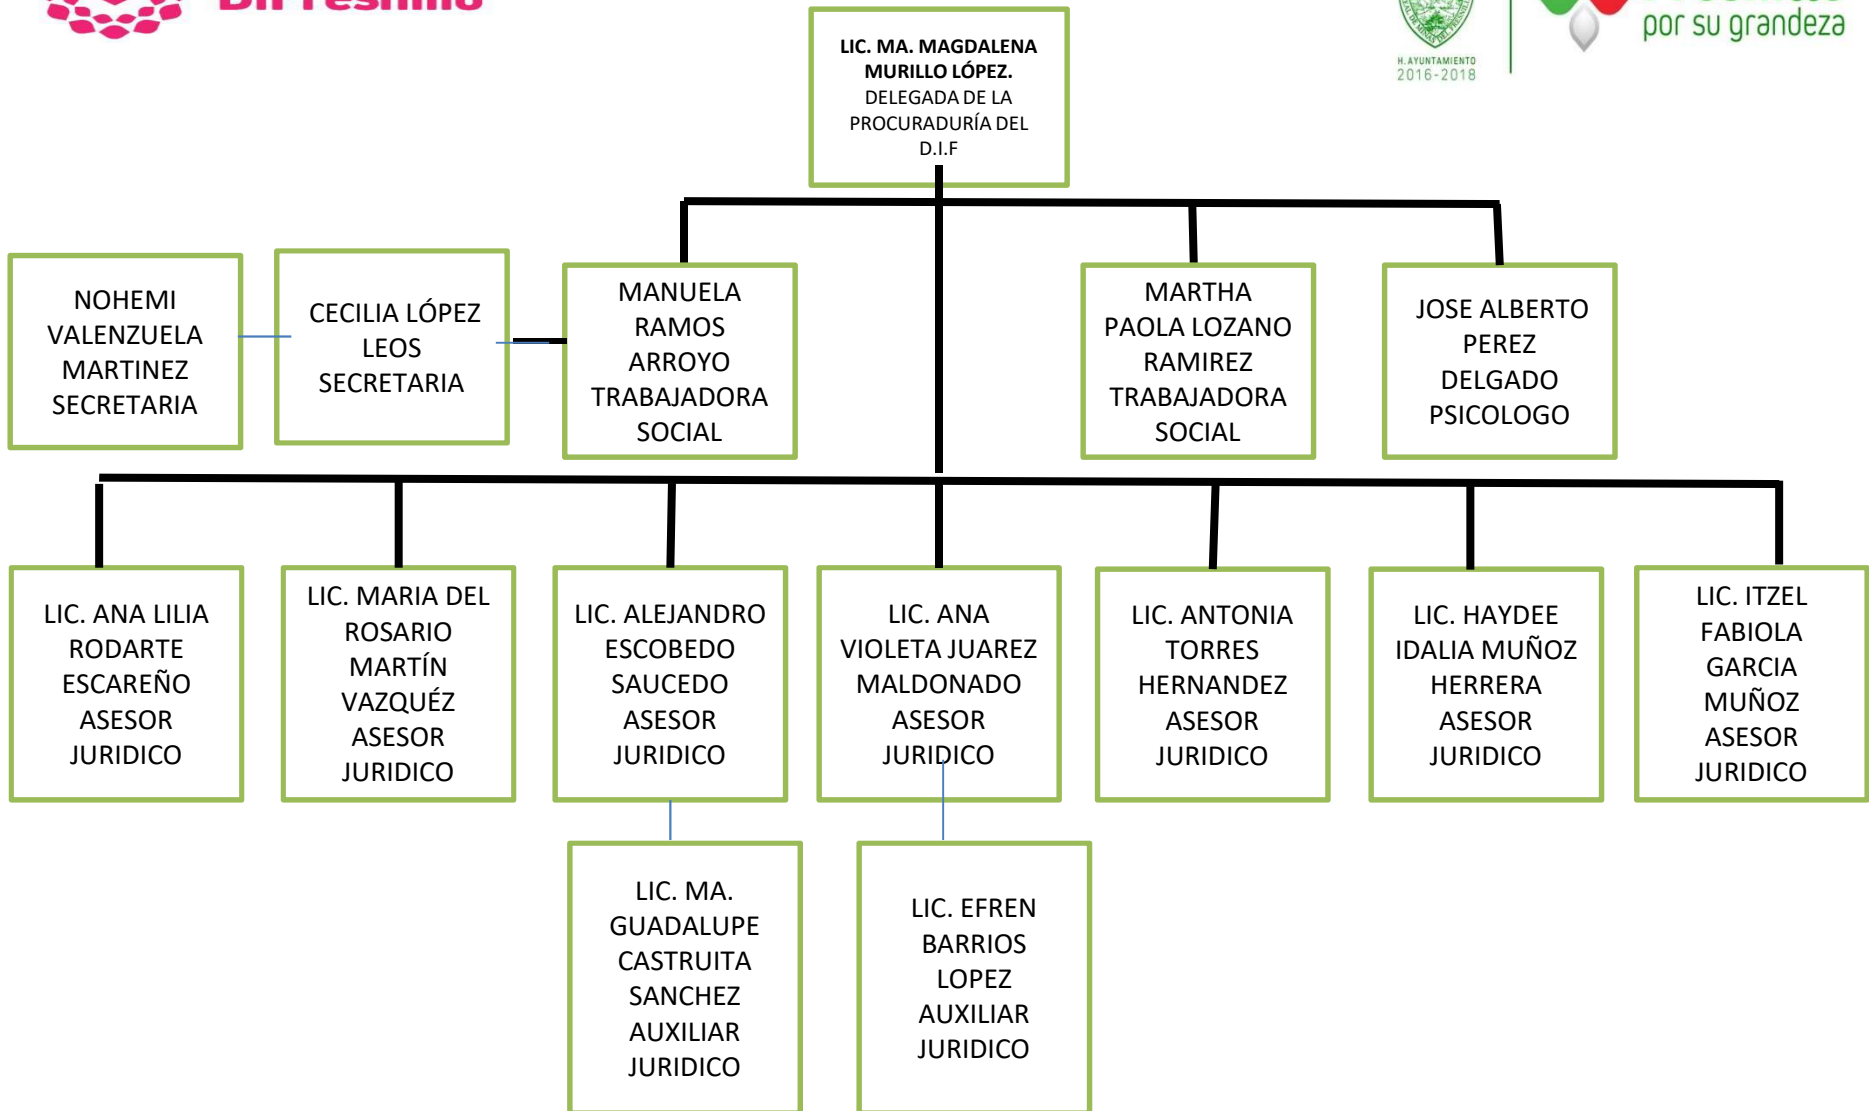 por su grandeza
H. AYUNTAMIENTO
2016-2018
LIC. MA. MAGDALENA
MURILLO LÓPEZ.
DELEGADA DE LA
PROCURADURÍA DEL
D.I.F
NOHEMI
VALENZUELA
MARTINEZ
SECRETARIA
CECILIA LÓPEZ
LEOS
SECRETARIA
MANUELA
RAMOS
ARROYO
TRABAJADORA
SOCIAL
MARTHA
PAOLA LOZANO
RAMIREZ
TRABAJADORA
SOCIAL
JOSE ALBERTO
PEREZ
DELGADO
PSICOLOGO
LIC. ANA LILIA
RODARTE
ESCAREÑO
ASESOR
JURIDICO
LIC. MARIA DEL
ROSARIO
MARTÍN
VAZQUÉZ
ASESOR
JURIDICO
LIC. ALEJANDRO
ESCOBEDO
SAUCEDO
ASESOR
JURIDICO
LIC. ANA
VIOLETA JUAREZ
MALDONADO
ASESOR
JURIDICO
LIC. ANTONIA
TORRES
HERNANDEZ
ASESOR
JURIDICO
LIC. HAYDEE
IDALIA MUÑOZ
HERRERA
ASESOR
JURIDICO
LIC. ITZEL
FABIOLA
GARCIA
MUÑOZ
ASESOR
JURIDICO
LIC. MA.
GUADALUPE
CASTRUITA
SANCHEZ
AUXILIAR
JURIDICO
LIC. EFREN
BARRIOS
LOPEZ
AUXILIAR
JURIDICO